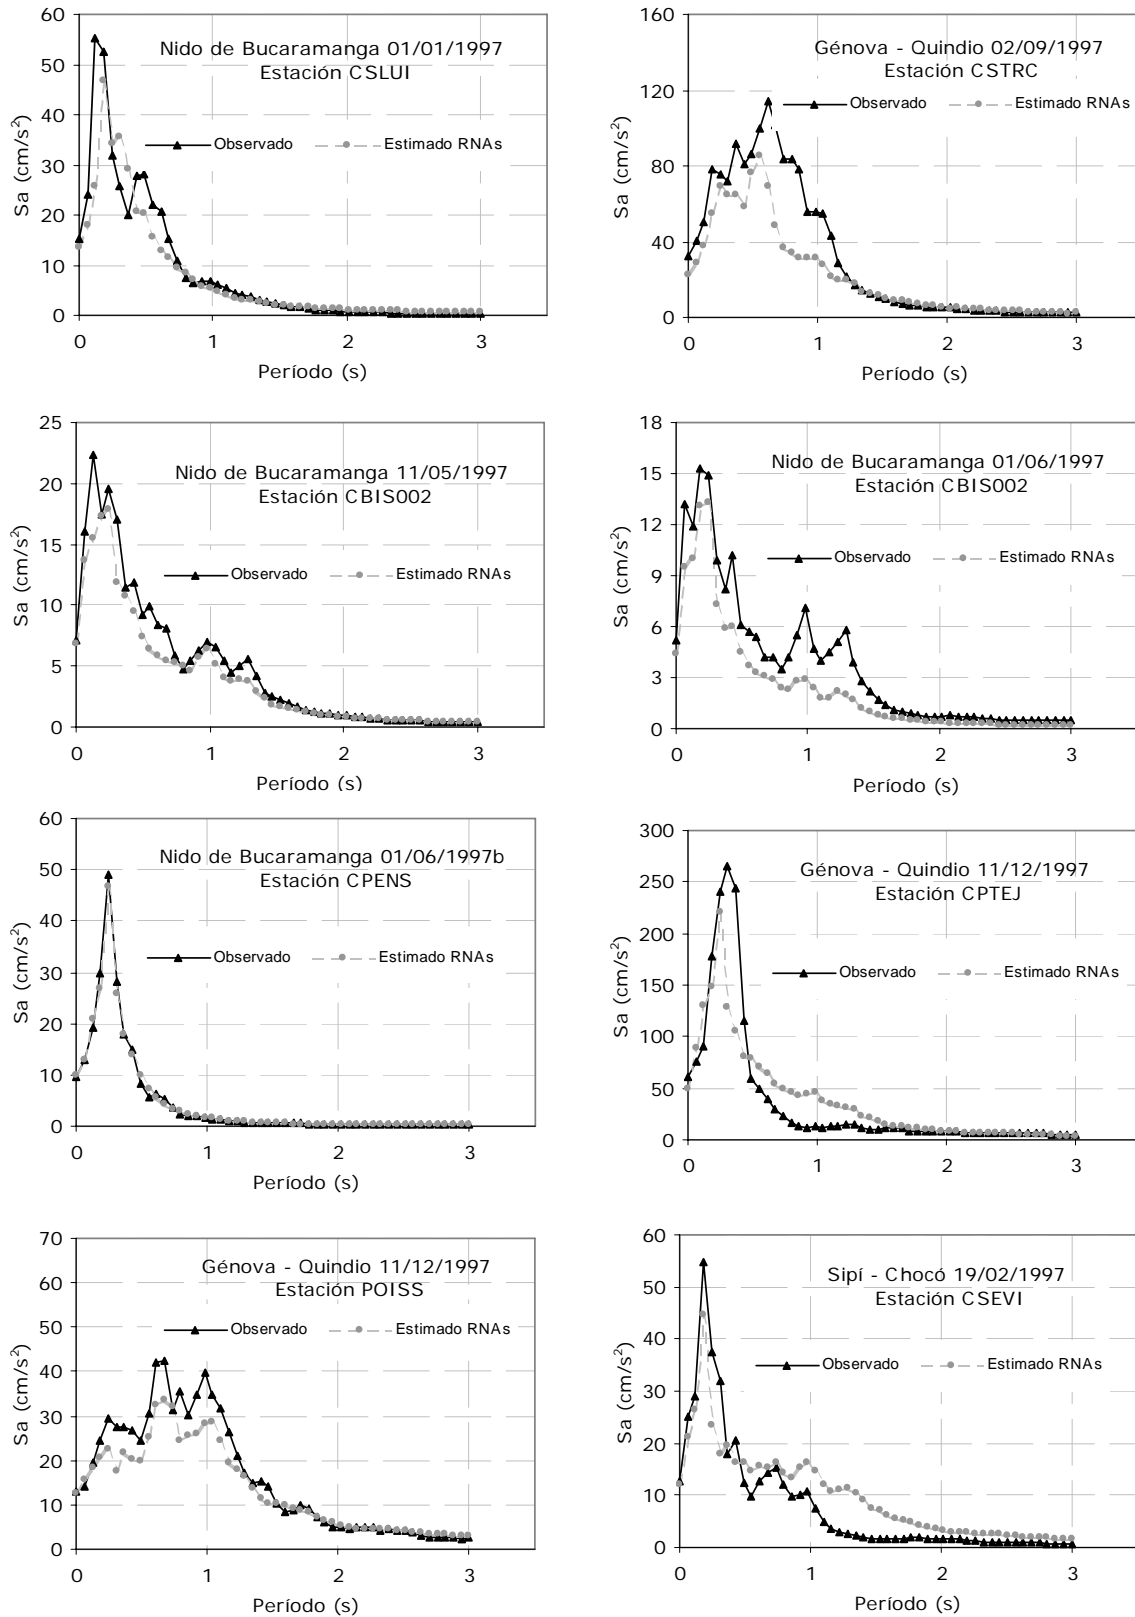 60
50
40
30
20
10
0
Sa (cm/s²)
Nido de Bucaramanga 01/01/1997
Estación CSLUI
Observado
Estimado RNAs
0 1 2 3
Período (s)
160
120
80
40
0
Sa (cm/s²)
Génova - Quindio 02/09/1997
Estación CSTRC
Observado
Estimado RNAs
0 1 2 3
Período (s)
25
20
15
10
5
0
Sa (cm/s²)
Nido de Bucaramanga 11/05/1997
Estación CBIS002
Observado
Estimado RNAs
0 1 2 3
Período (s)
18
15
12
9
6
3
0
Sa (cm/s²)
Nido de Bucaramanga 01/06/1997
Estación CBIS002
Observado
Estimado RNAs
0 1 2 3
Período (s)
60
50
40
30
20
10
0
Sa (cm/s²)
Nido de Bucaramanga 01/06/1997b
Estación CPENS
Observado
Estimado RNAs
0 1 2 3
Período (s)
300
250
200
150
100
50
0
Sa (cm/s²)
Génova - Quindio 11/12/1997
Estación CPTEJ
Observado
Estimado RNAs
0 1 2 3
Período (s)
70
60
50
40
30
20
10
0
Sa (cm/s²)
Génova - Quindio 11/12/1997
Estación POISS
Observado
Estimado RNAs
0 1 2 3
Período (s)
60
50
40
30
20
10
0
Sa (cm/s²)
Sipí - Chocó 19/02/1997
Estación CSEVI
Observado
Estimado RNAs
0 1 2 3
Período (s)